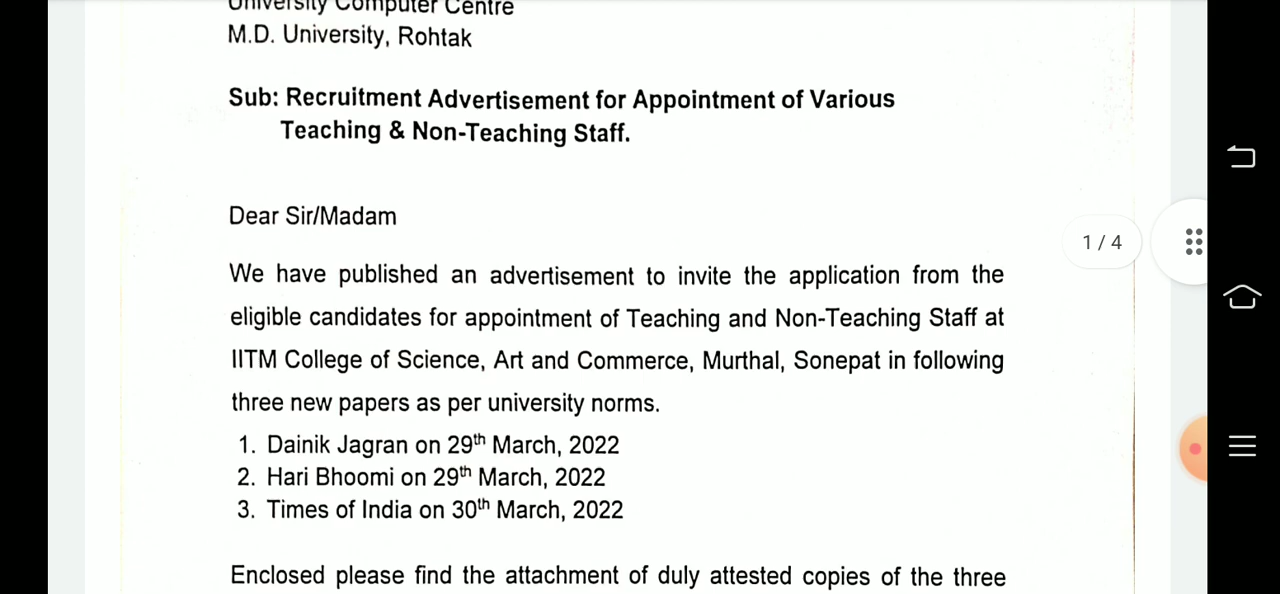 University Computer Centre
M.D. University, Rohtak
Sub: Recruitment Advertisement for Appointment of Various
Teaching & Non-Teaching Staff.
Dear Sir/Madam
1 / 4
We have published an advertisement to invite the application from the
eligible candidates for appointment of Teaching and Non-Teaching Staff at
IITM College of Science, Art and Commerce, Murthal, Sonepat in following
three new papers as per university norms.
1. Dainik Jagran on 29th March, 2022
2. Hari Bhoomi on 29th March, 2022
3. Times of India on 30th March, 2022
Enclosed please find the attachment of duly attested copies of the three